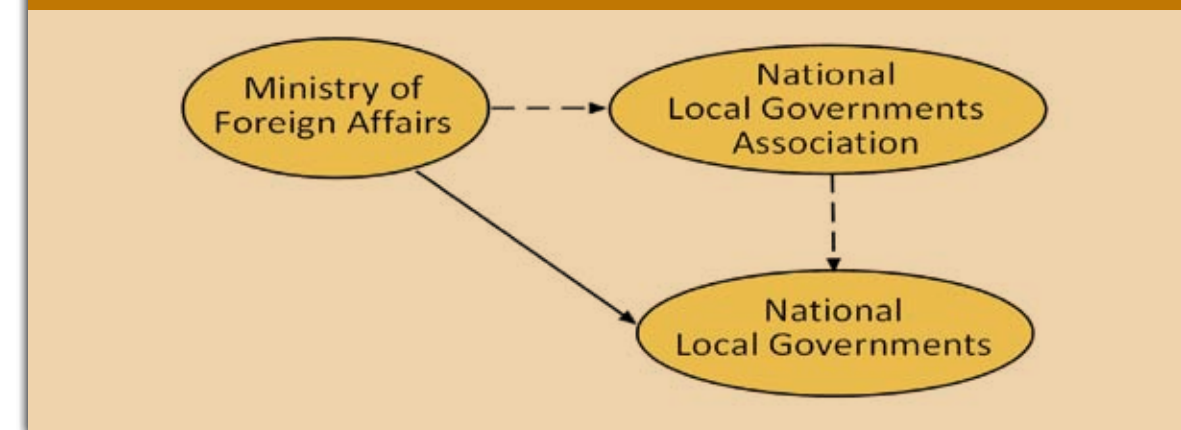 Ministry of
Foreign Affairs
National
Local Governments
Association
National
Local Governments